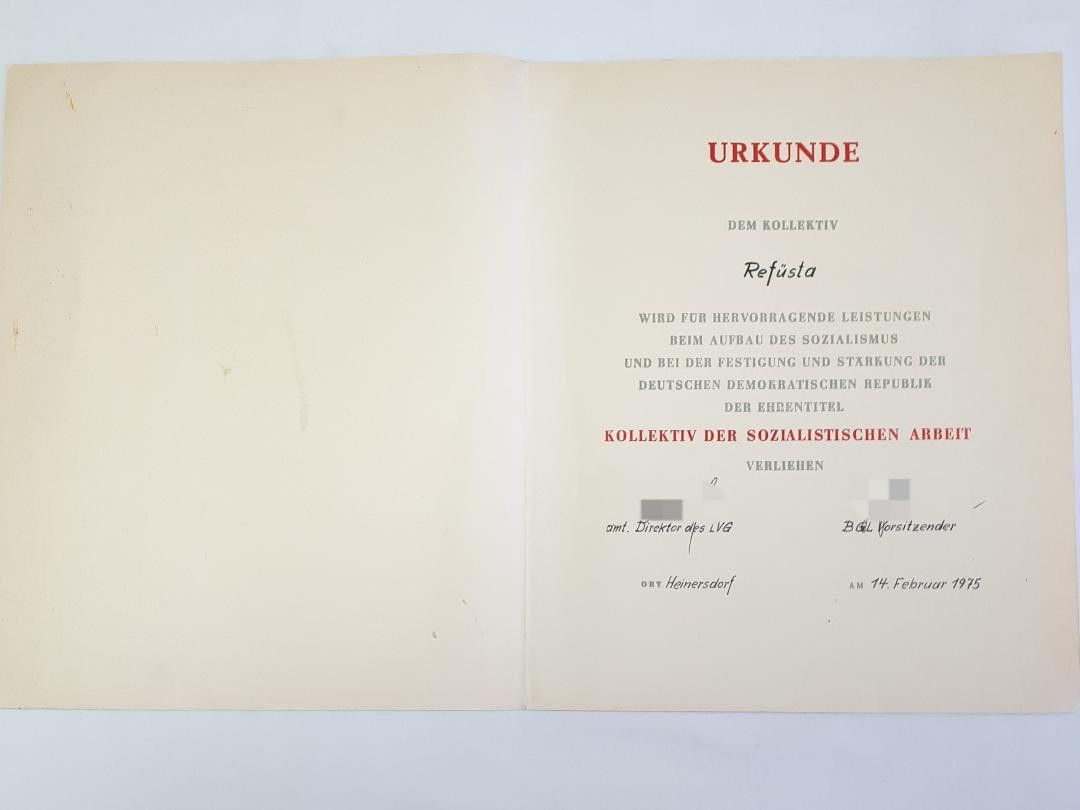 URKUNDE
DEM KOLLEKTIV
Refüsta
WIRD FÜR HERVORRAGENDE LEISTUNGEN
BEIM AUFBAU DES SOZIALISMUS
UND BEI DER FESTIGUNG UND STÄRKUNG DER
DEUTSCHEN DEMOKRATISCHEN REPUBLIK
DER EHRENTITEL
KOLLEKTIV DER SOZIALISTISCHEN ARBEIT
VERLIEHEN
amt. Direktor des LVG BGL Vorsitzender
ORT Heinersdorf AM 14. Februar 1975